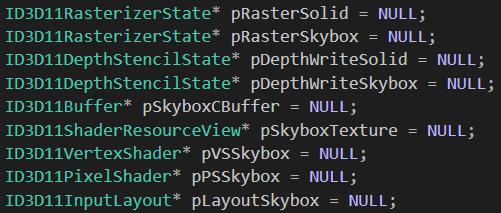 ID3D11RasterizerState* pRasterSolid = NULL;
ID3D11RasterizerState* pRasterSkybox = NULL;
ID3D11DepthStencilState* pDepthWriteSolid = NULL;
ID3D11DepthStencilState* pDepthWriteSkybox = NULL;
ID3D11Buffer* pSkyboxCBuffer = NULL;
ID3D11ShaderResourceView* pSkyboxTexture = NULL;
ID3D11VertexShader* pVSSkybox = NULL;
ID3D11PixelShader* pPSSkybox = NULL;
ID3D11InputLayout* pLayoutSkybox = NULL;